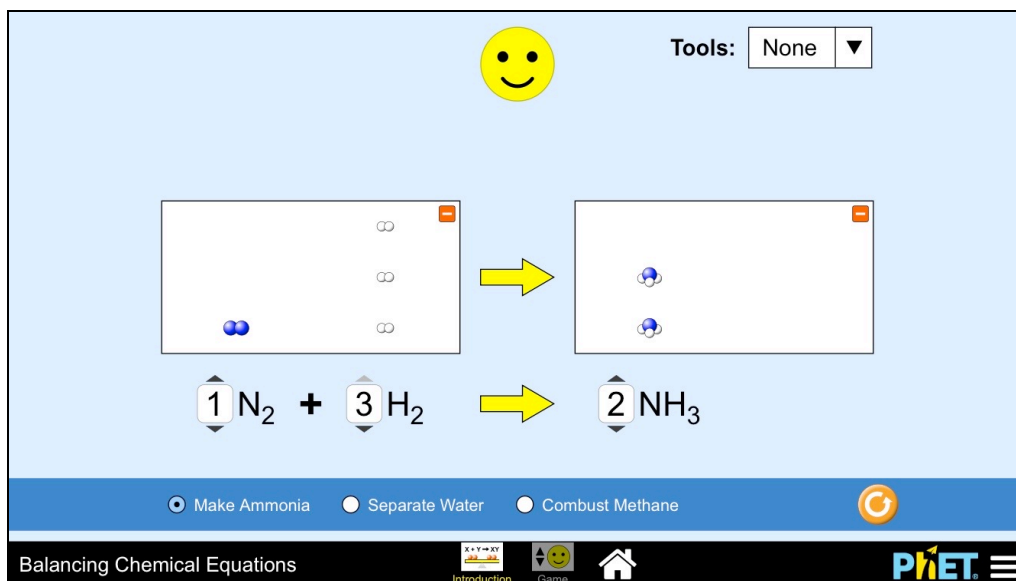 Tools: None ▼
1 N₂ + 3 H₂ 2 NH₃
Make Ammonia Separate Water Combust Methane
Balancing Chemical Equations
X + Y → XY
Introduction Game
PhET